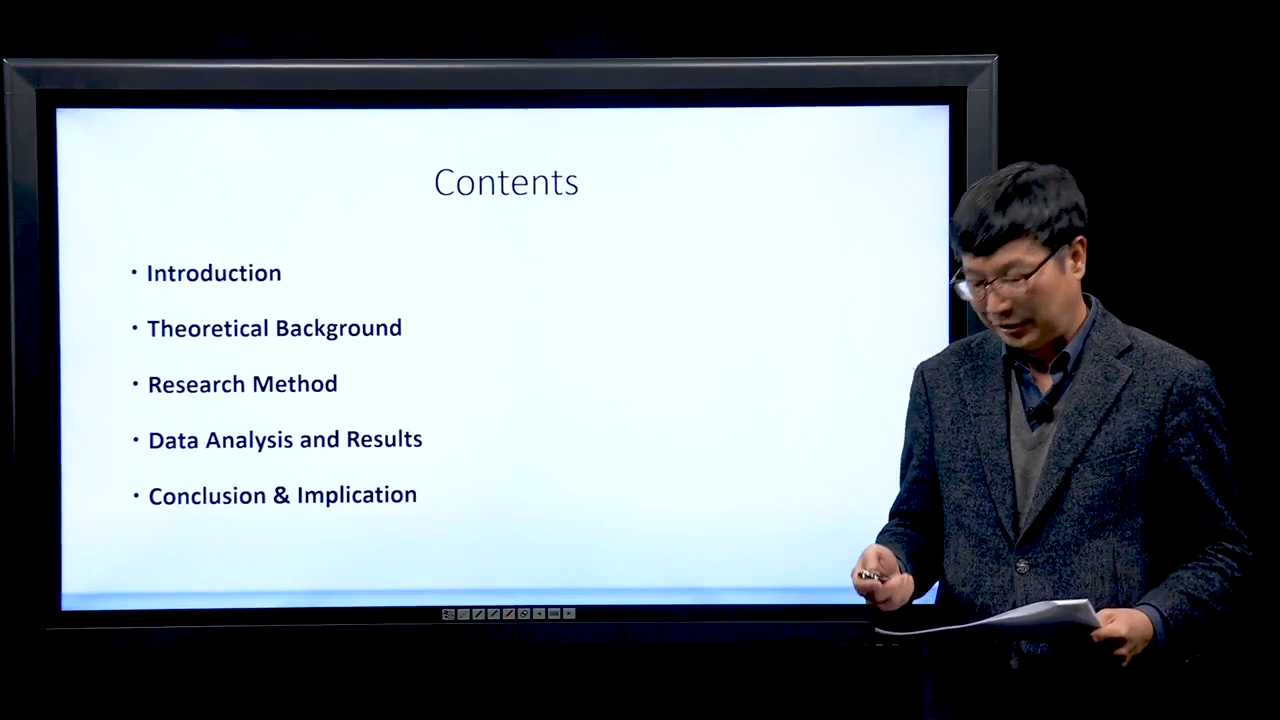 Contents
· Introduction
· Theoretical Background
· Research Method
· Data Analysis and Results
· Conclusion & Implication